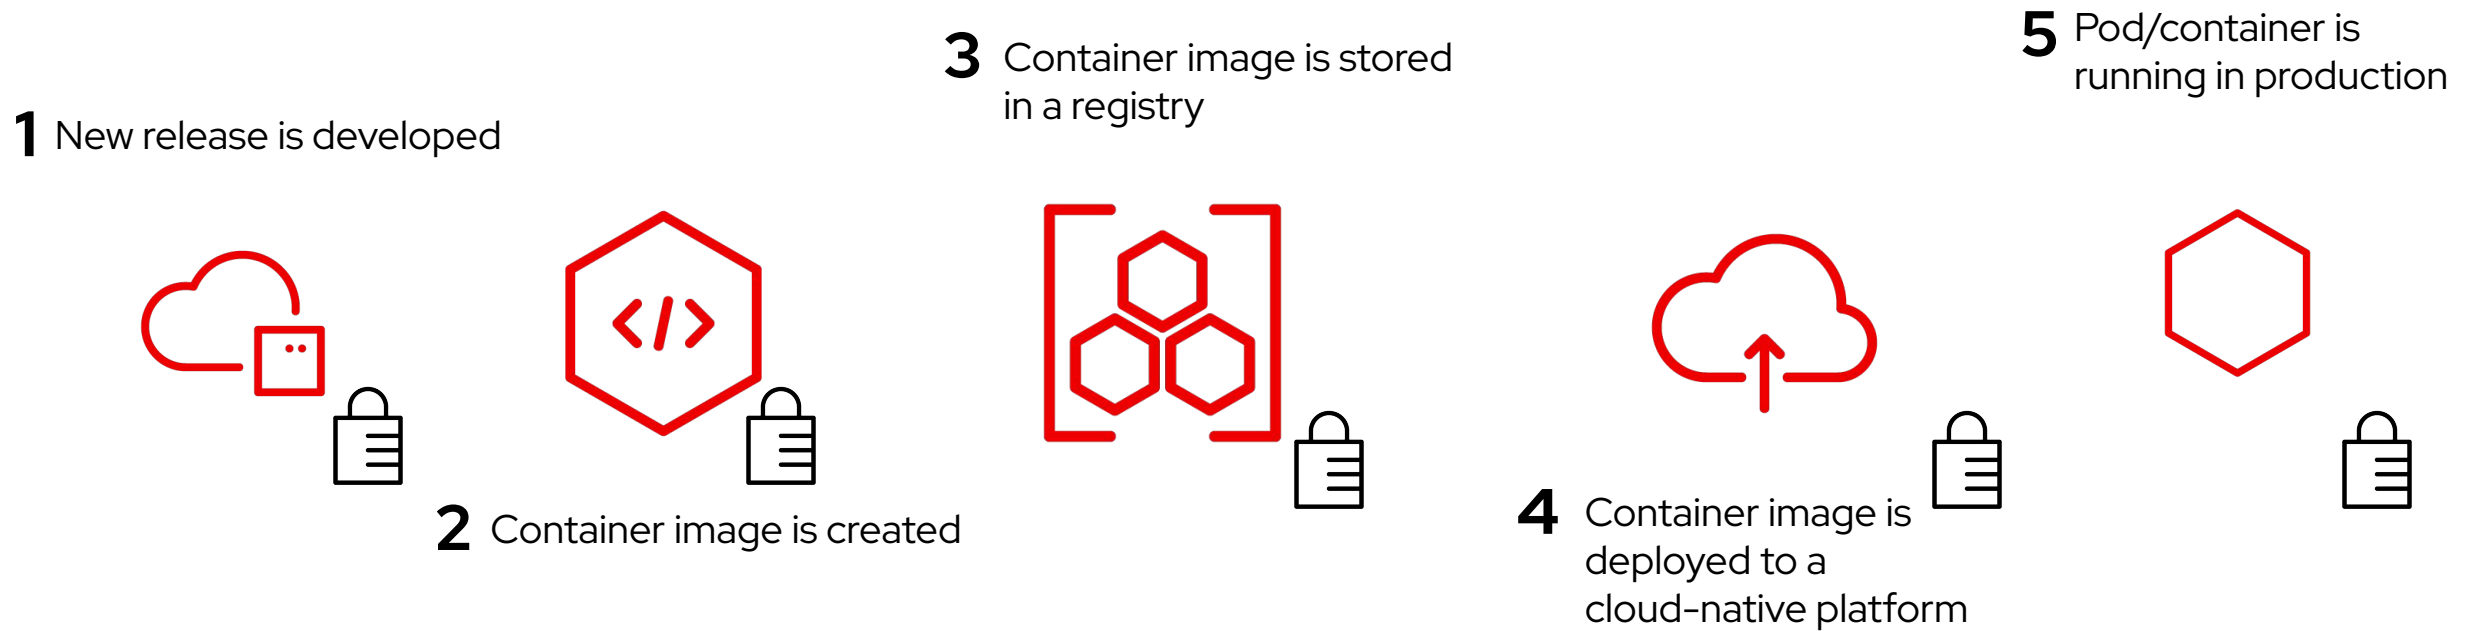 1 New release is developed
2 Container image is created
3 Container image is stored
in a registry
4 Container image is
deployed to a
cloud-native platform
5 Pod/container is
running in production